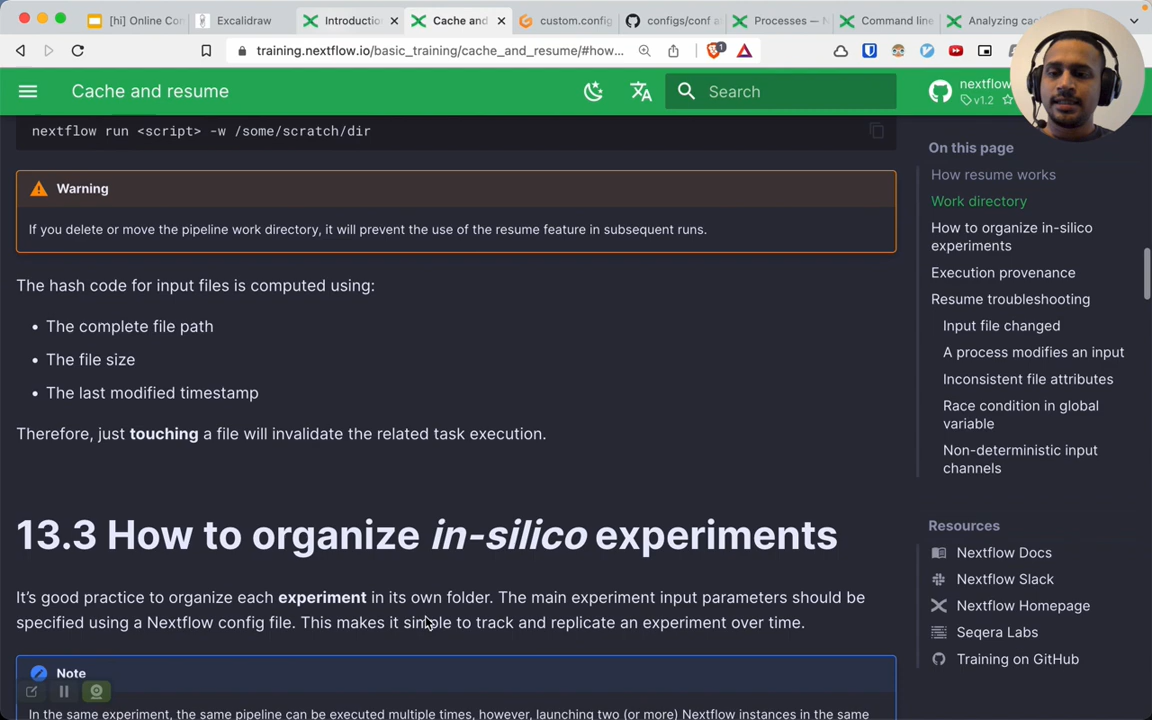 [hi] Online Co
Excalidraw
Introductio
Cache and
custom.config
configs/conf a
Processes — N
Command line
Analyzing cac
training.nextflow.io/basic_training/cache_and_resume/#how...
1
Cache and resume
Search
nextflow
v1.2
nextflow run <script> -w /some/scratch/dir
Warning
If you delete or move the pipeline work directory, it will prevent the use of the resume feature in subsequent runs.
The hash code for input files is computed using:
• The complete file path
• The file size
• The last modified timestamp
Therefore, just touching a file will invalidate the related task execution.
13.3 How to organize in-silico experiments
It's good practice to organize each experiment in its own folder. The main experiment input parameters should be
specified using a Nextflow config file. This makes it simple to track and replicate an experiment over time.
Note
In the same experiment, the same pipeline can be executed multiple times, however, launching two (or more) Nextflow instances in the same
On this page
How resume works
Work directory
How to organize in-silico
experiments
Execution provenance
Resume troubleshooting
Input file changed
A process modifies an input
Inconsistent file attributes
Race condition in global
variable
Non-deterministic input
channels
Resources
Nextflow Docs
Nextflow Slack
Nextflow Homepage
Seqera Labs
Training on GitHub